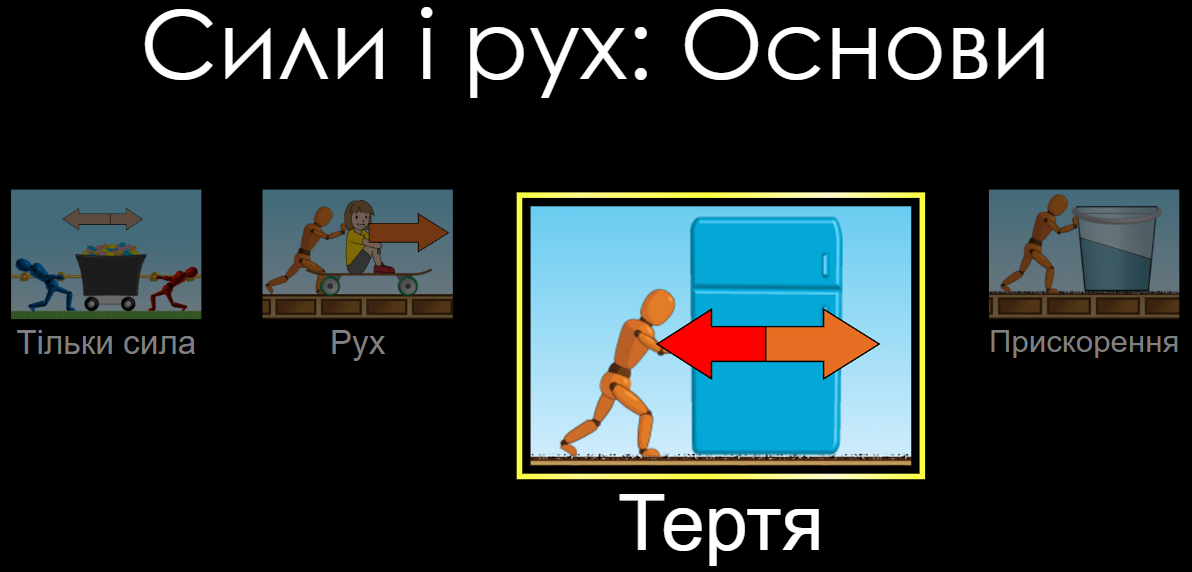 Сили і рух: Основи
Тільки сила
Рух
Тертя
Прискорення